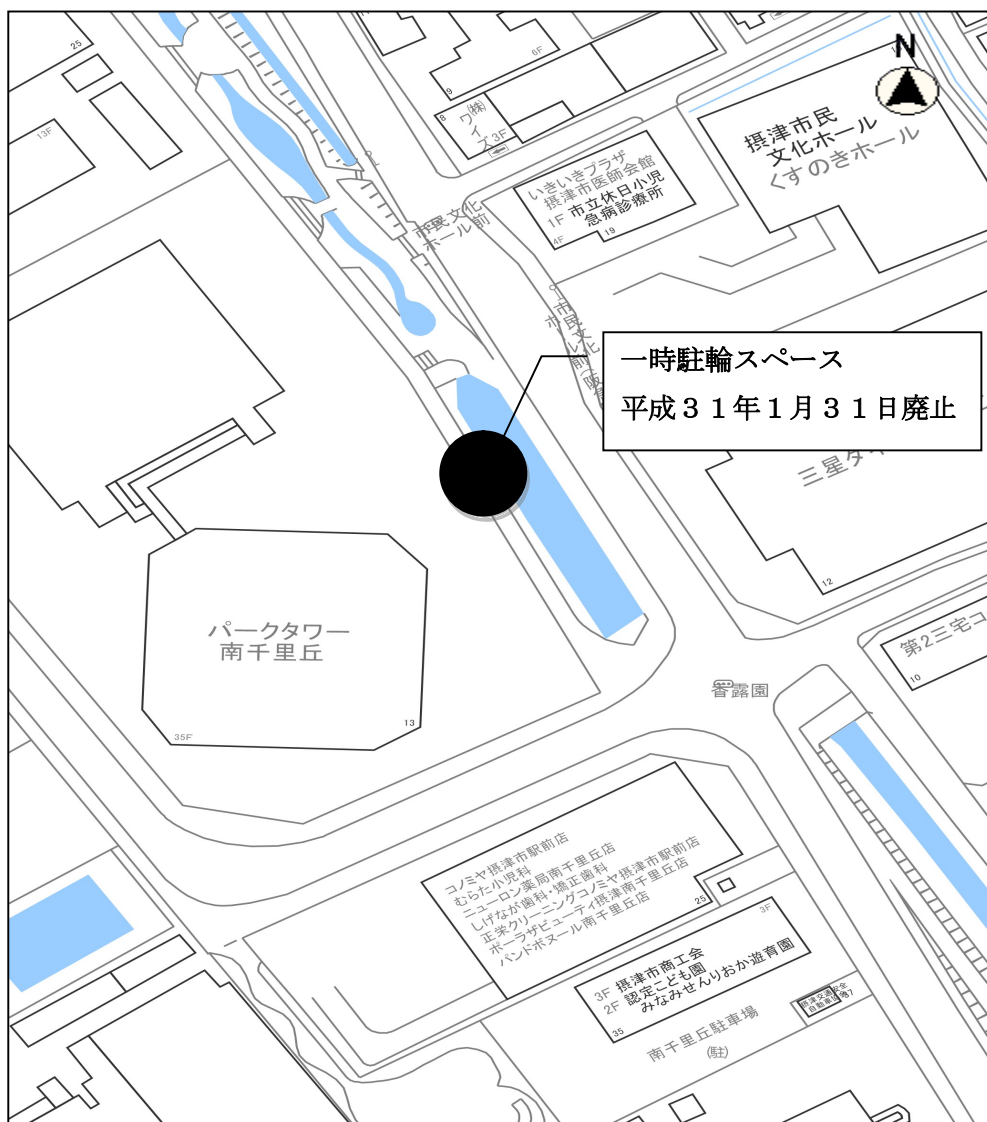 25
13F
6F
9
8
㈱
ワイズ
3F
N
摂津市民
文化ホール
くすのきホール
いきいきプラザ
摂津市医師会館
1F 市立休日小児
急病診療所
4F
19
市民文化
ホール前
市民文化
ホール前(阪
一時駐輪スペース
平成31年1月31日廃止
三星ダ
12
第2三宅コ
10
パークタワー
南千里丘
35F
13
香露園
コノミヤ摂津市駅前店
むらた小児科
ニューロン薬局南千里丘店
しげなが歯科・矯正歯科
正栄クリーニングコノミヤ摂津市駅前店
ポーラザビューティ摂津南千里丘店
パンドボヌール南千里丘店
25
3F
3F 摂津市商工会
2F 認定こども園
みなみせんりおか遊育園
35
南千里丘駐車場
(駐)
37